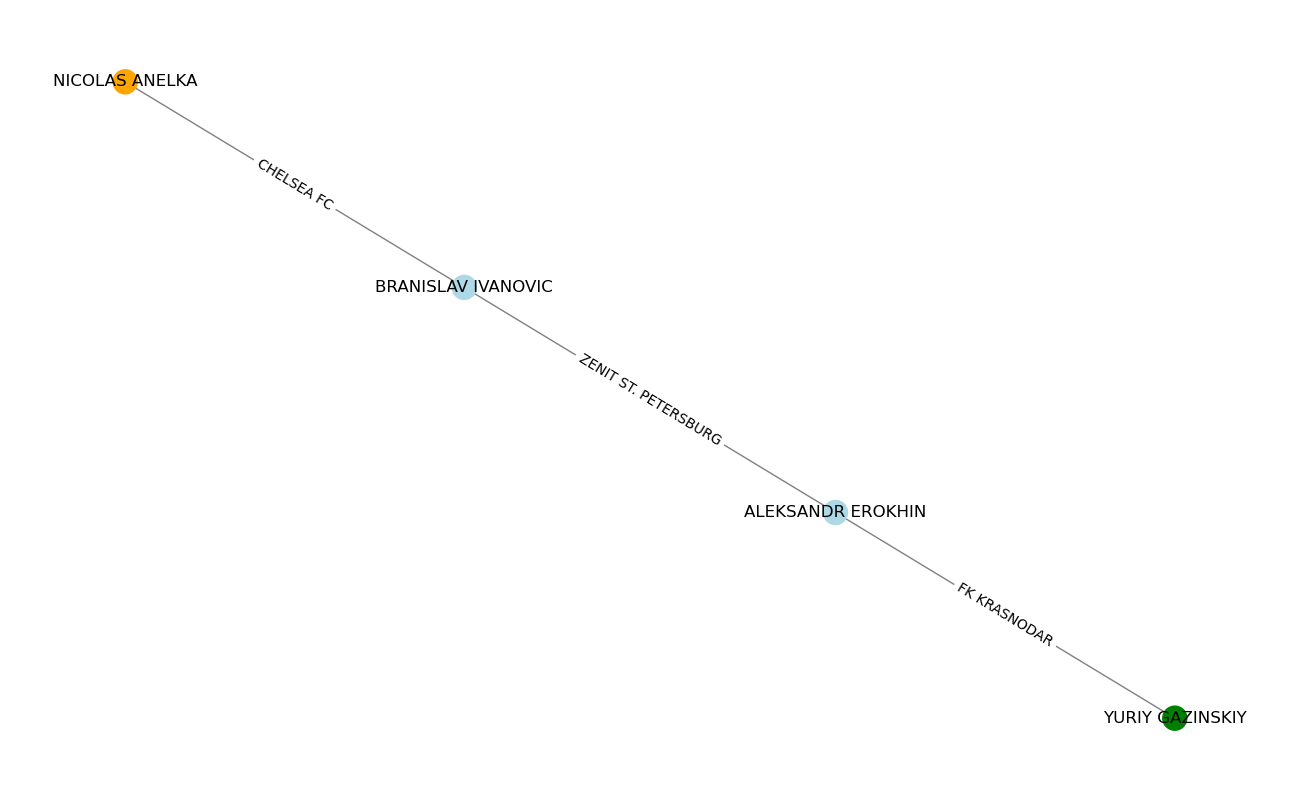 NICOLAS ANELKA
CHELSEA FC
BRANISLAV IVANOVIC
ZENIT ST. PETERSBURG
ALEKSANDR EROKHIN
FK KRASNODAR
YURIY GAZINSKIY